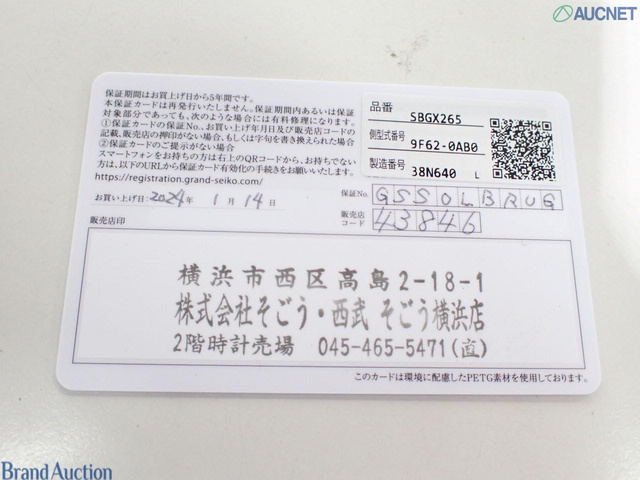 AUCNET
保証期間はお買上げ日から5年間です。
本保証カードは再発行いたしません。保証期間内あるいは保証
対象部分であっても、次のような場合には有料修理になります。
①保証カードの保証No.、お買い上げ年月日及び販売店コードの
記載、販売店の押印がない場合、もしくは字句を書き換えられた場合
②保証カードのご提示がない場合
スマートフォンをお持ちの方は右上のQRコードから、お持ちでない
方は、以下のURLから保証カード有効化の手続きをお願いいたします。
https://registration.grand-seiko.com/
品番 SBGX265
側型式番号 9F62-0AB0
製造番号 38N640 L
お買い上げ日: 2024年 1月 14日
保証No. GSSOLBRUG
販売店コード 43846
販売店印
横浜市西区高島2-18-1
株式会社そごう・西武 そごう横浜店
2階時計売場 045-465-5471(直)
このカードは環境に配慮したPETG素材を使用しております。
Brand Auction